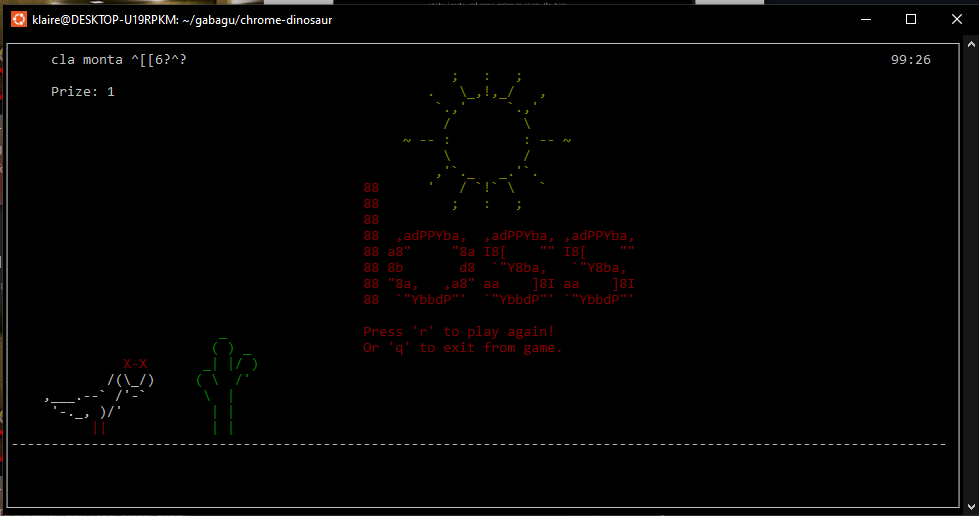 klaire@DESKTOP-U19RPKM: ~/gabagu/chrome-dinosaur
cla monta ^[[6?^?
99:26
Prize: 1
loss
Press 'r' to play again!
Or 'q' to exit from game.
X-X